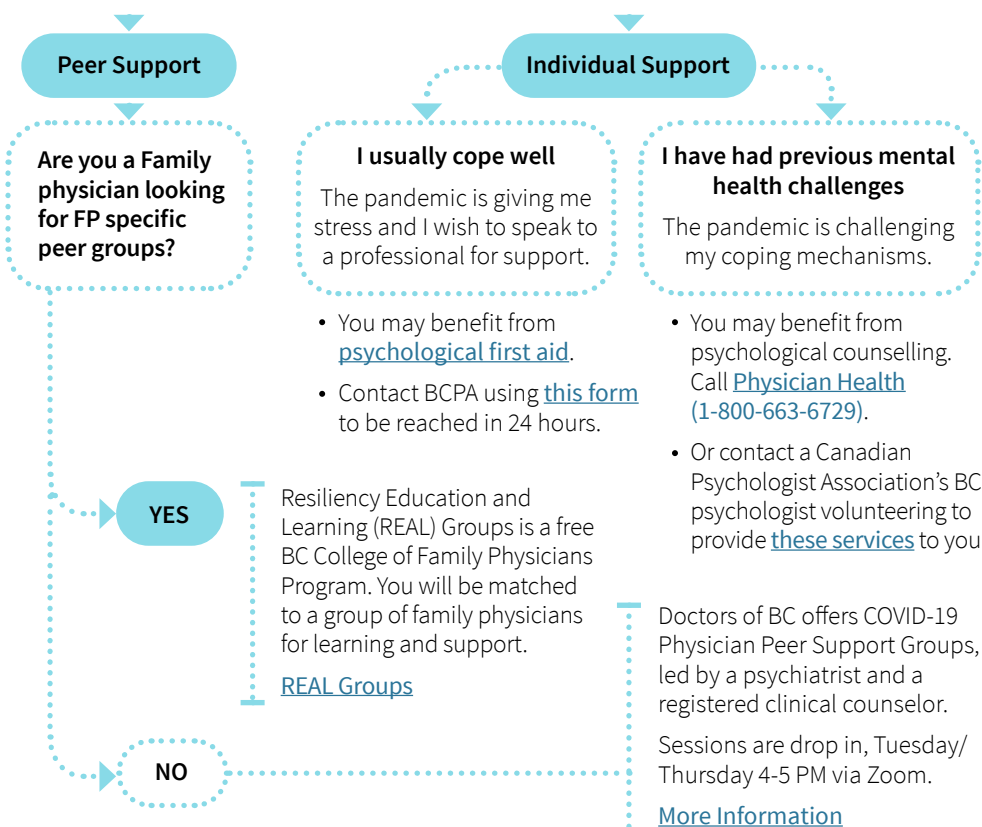 Peer Support
Are you a Family
physician looking
for FP specific
peer groups?
Individual Support
I usually cope well
The pandemic is giving me
stress and I wish to speak to
a professional for support.
• You may benefit from
psychological first aid.
• Contact BCPA using this form
to be reached in 24 hours.
I have had previous mental
health challenges
The pandemic is challenging
my coping mechanisms.
• You may benefit from
psychological counselling.
Call Physician Health
(1-800-663-6729).
• Or contact a Canadian
Psychologist Association's BC
psychologist volunteering to
provide these services to you
YES
Resiliency Education and
Learning (REAL) Groups is a free
BC College of Family Physicians
Program. You will be matched
to a group of family physicians
for learning and support.
REAL Groups
NO
Doctors of BC offers COVID-19
Physician Peer Support Groups,
led by a psychiatrist and a
registered clinical counselor.
Sessions are drop in, Tuesday/
Thursday 4-5 PM via Zoom.
More Information